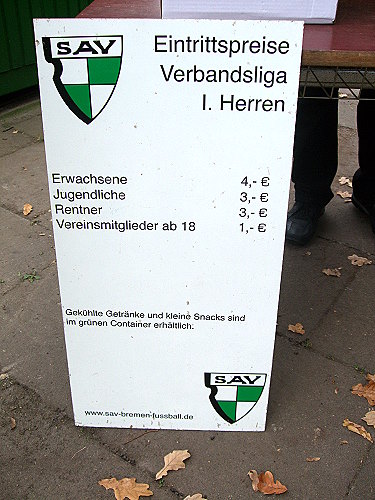 SAV
Eintrittspreise
Verbandsliga
I. Herren
Erwachsene 4,- €
Jugendliche 3,- €
Rentner 3,- €
Vereinsmitglieder ab 18 1,- €
Gekühlte Getränke und kleine Snacks sind
im grünen Container erhältlich.
SAV
www.sav-bremen-fussball.de